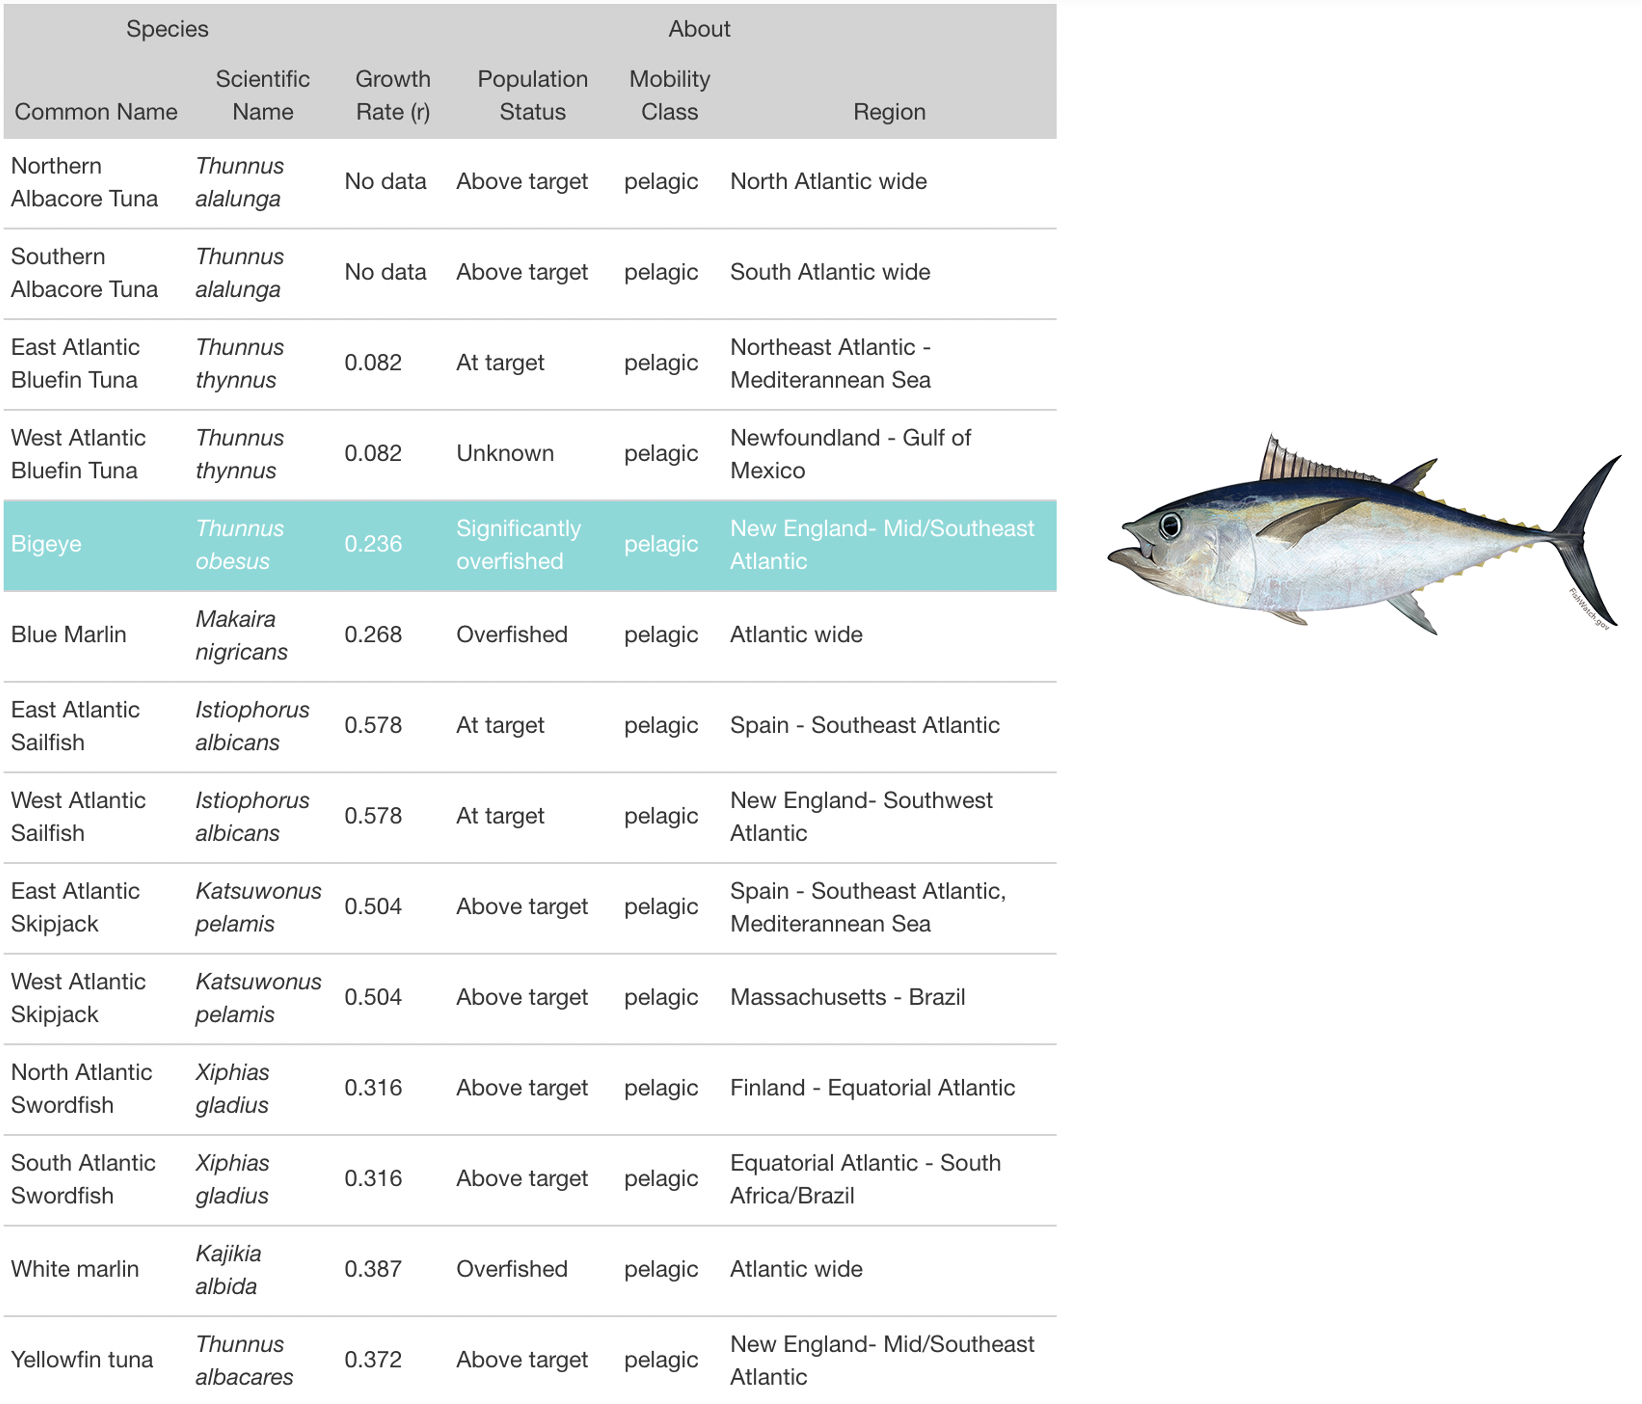 Species About
Common Name Scientific Name Growth Rate (r) Population Status Mobility Class Region
Northern Albacore Tuna Thunnus alalunga No data Above target pelagic North Atlantic wide
Southern Albacore Tuna Thunnus alalunga No data Above target pelagic South Atlantic wide
East Atlantic Bluefin Tuna Thunnus thynnus 0.082 At target pelagic Northeast Atlantic - Mediterannean Sea
West Atlantic Bluefin Tuna Thunnus thynnus 0.082 Unknown pelagic Newfoundland - Gulf of Mexico
Bigeye Thunnus obesus 0.236 Significantly overfished pelagic New England- Mid/Southeast Atlantic
Blue Marlin Makaira nigricans 0.268 Overfished pelagic Atlantic wide
East Atlantic Sailfish Istiophorus albicans 0.578 At target pelagic Spain - Southeast Atlantic
West Atlantic Sailfish Istiophorus albicans 0.578 At target pelagic New England- Southwest Atlantic
East Atlantic Skipjack Katsuwonus pelamis 0.504 Above target pelagic Spain - Southeast Atlantic, Mediterannean Sea
West Atlantic Skipjack Katsuwonus pelamis 0.504 Above target pelagic Massachusetts - Brazil
North Atlantic Swordfish Xiphias gladius 0.316 Above target pelagic Finland - Equatorial Atlantic
South Atlantic Swordfish Xiphias gladius 0.316 Above target pelagic Equatorial Atlantic - South Africa/Brazil
White marlin Kajikia albida 0.387 Overfished pelagic Atlantic wide
Yellowfin tuna Thunnus albacares 0.372 Above target pelagic New England- Mid/Southeast Atlantic
FishWatch.gov